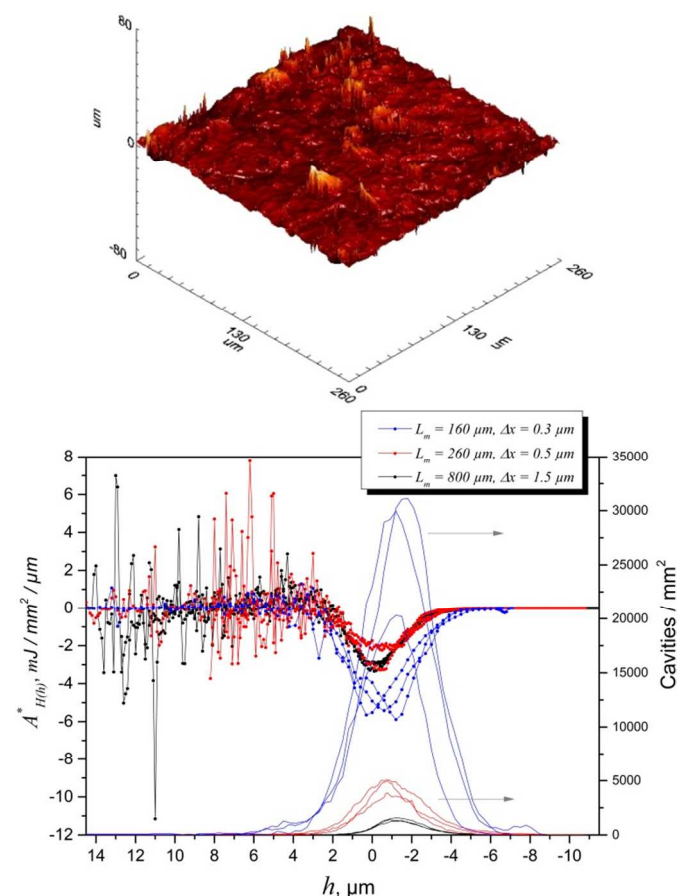 80
um
0
-80
0
130
um
260
0
130
um
260
L_m = 160 µm, Δx = 0.3 µm
L_m = 260 µm, Δx = 0.5 µm
L_m = 800 µm, Δx = 1.5 µm
8
6
4
2
0
-2
-4
-6
-8
-10
-12
A*_H(h), mJ / mm² / µm
35000
30000
25000
20000
15000
10000
5000
0
Cavities / mm²
14 12 10 8 6 4 2 0 -2 -4 -6 -8 -10
h, µm